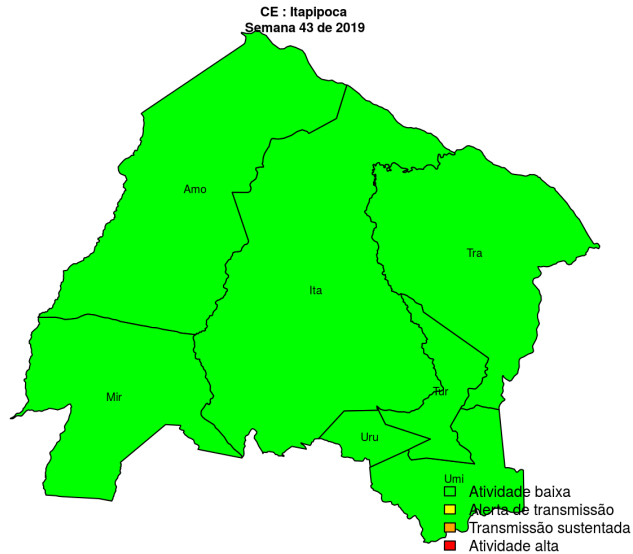 CE : Itapipoca
Semana 43 de 2019
Amo
Tra
Ita
Tur
Mir
Uru
Umi
Atividade baixa
Alerta de transmissão
Transmissão sustentada
Atividade alta